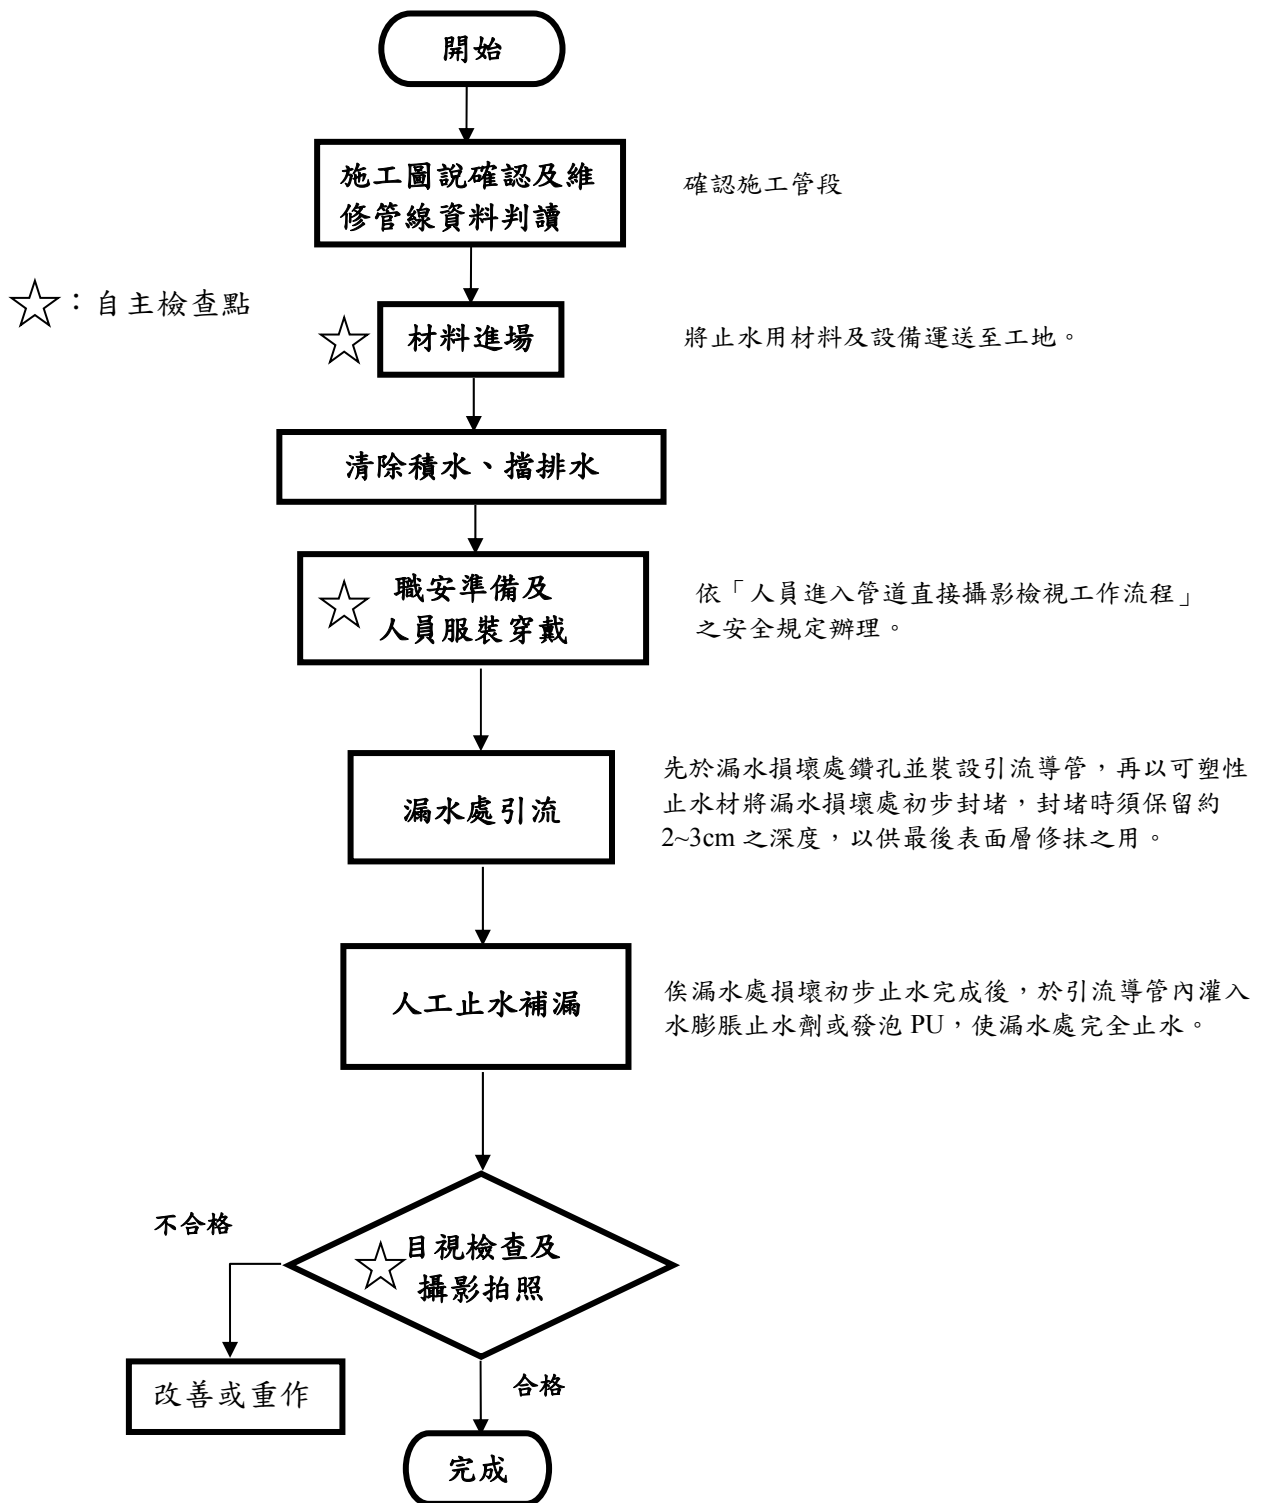 開始
施工圖說確認及維
修管線資料判讀
確認施工管段
☆：自主檢查點
☆
材料進場
將止水用材料及設備運送至工地。
清除積水、擋排水
☆
職安準備及
人員服裝穿戴
依「人員進入管道直接攝影檢視工作流程」
之安全規定辦理。
漏水處引流
先於漏水損壞處鑽孔並裝設引流導管，再以可塑性
止水材將漏水損壞處初步封堵，封堵時須保留約
2~3cm 之深度，以供最後表面層修抹之用。
人工止水補漏
俟漏水處損壞初步止水完成後，於引流導管內灌入
水膨脹止水劑或發泡 PU，使漏水處完全止水。
不合格
☆
目視檢查及
攝影拍照
改善或重作
合格
完成